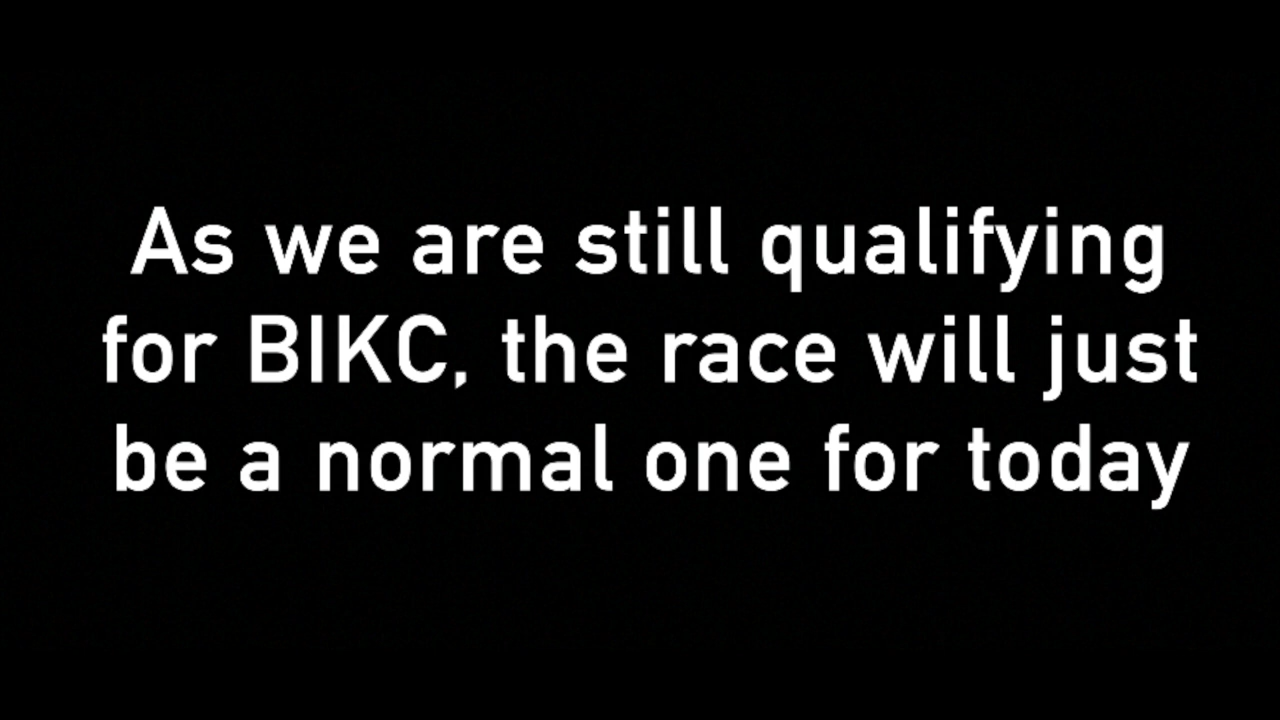 As we are still qualifying
for BIKC, the race will just
be a normal one for today